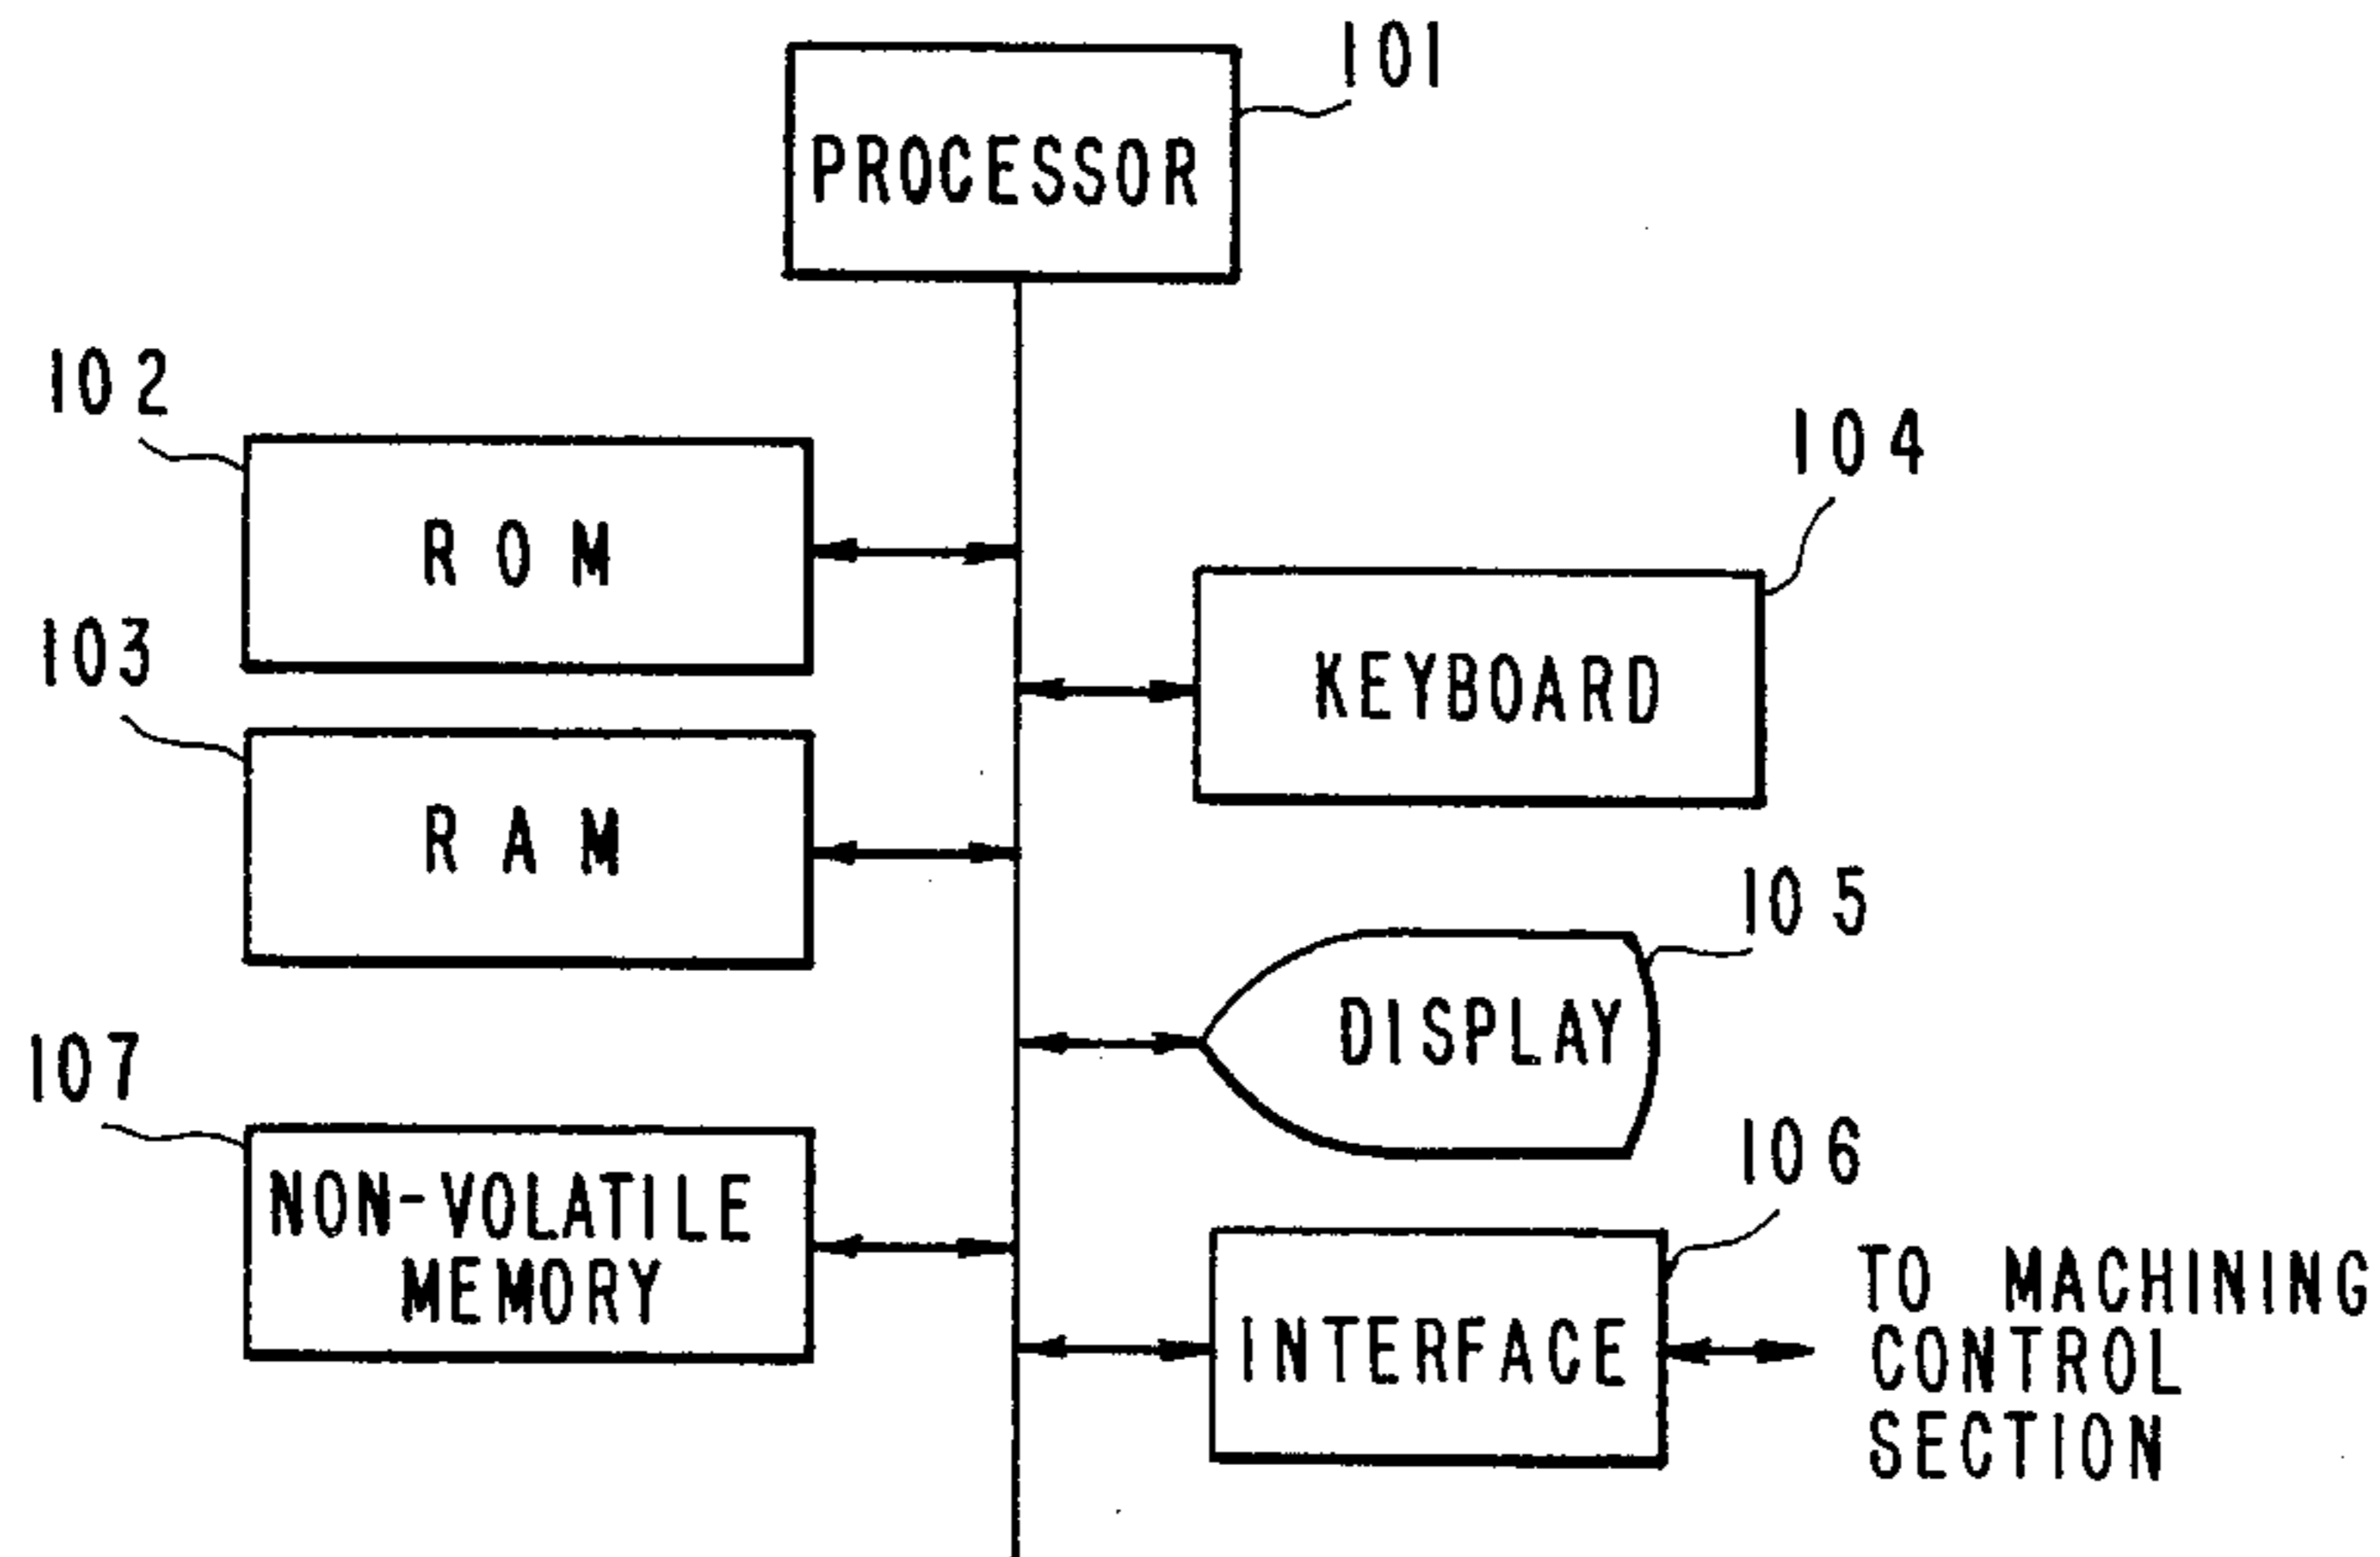 101
PROCESSOR
102
ROM
103
RAM
104
KEYBOARD
105
DISPLAY
107
NON-VOLATILE
MEMORY
106
INTERFACE
TO MACHINING
CONTROL
SECTION